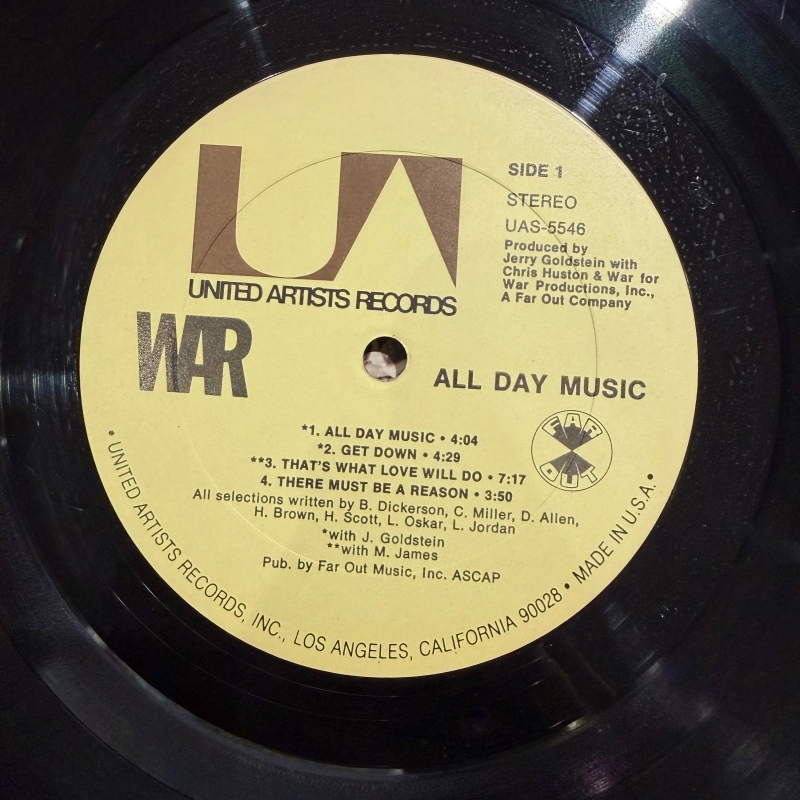 UA
UNITED ARTISTS RECORDS
SIDE 1
STEREO
UAS-5546
Produced by
Jerry Goldstein with
Chris Huston & War for
War Productions, Inc.,
A Far Out Company
WAR
ALL DAY MUSIC
FAR
OUT
*1. ALL DAY MUSIC • 4:04
*2. GET DOWN • 4:29
**3. THAT'S WHAT LOVE WILL DO • 7:17
4. THERE MUST BE A REASON • 3:50
All selections written by B. Dickerson, C. Miller, D. Allen,
H. Brown, H. Scott, L. Oskar, L. Jordan
*with J. Goldstein
**with M. James
Pub. by Far Out Music, Inc. ASCAP
• UNITED ARTISTS RECORDS, INC., LOS ANGELES, CALIFORNIA 90028 • MADE IN U.S.A. •